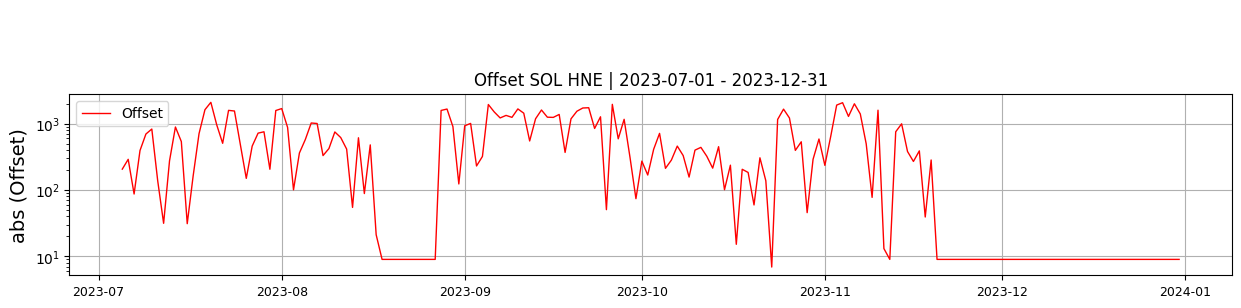 Offset SOL HNE | 2023-07-01 - 2023-12-31
Offset
abs (Offset)
10³
10²
10¹
2023-07 2023-08 2023-09 2023-10 2023-11 2023-12 2024-01